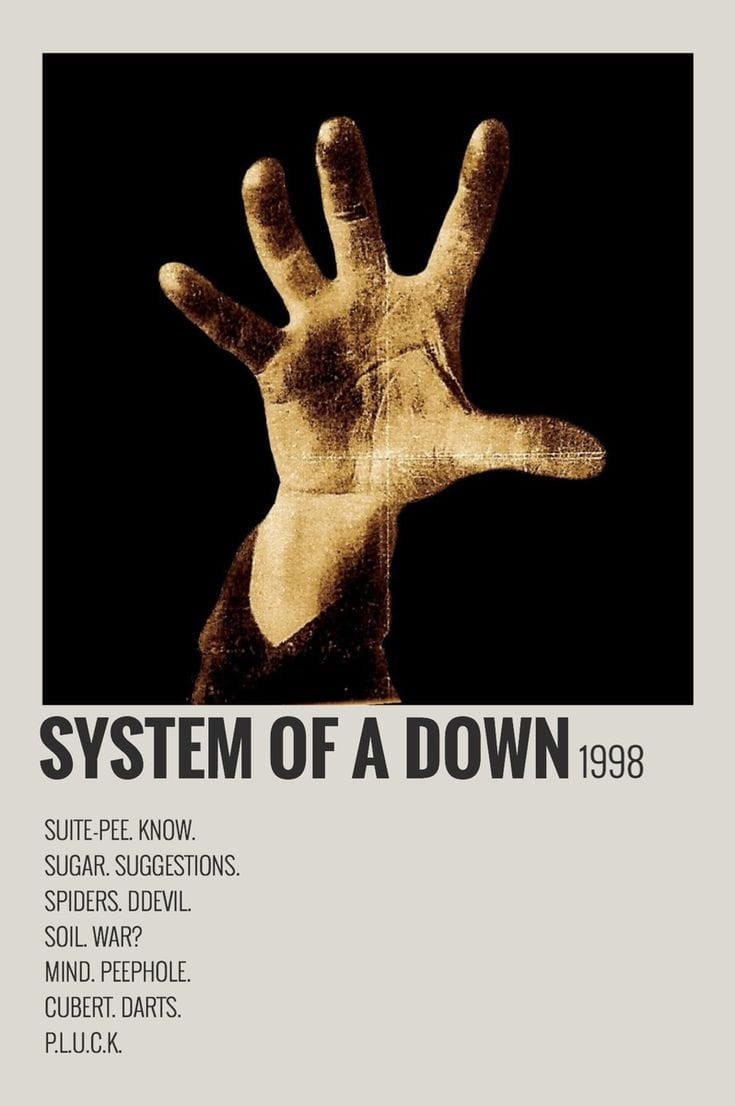 SYSTEM OF A DOWN 1998
SUITE-PEE. KNOW.
SUGAR. SUGGESTIONS.
SPIDERS. DDEVIL.
SOIL. WAR?
MIND. PEEPHOLE.
CUBERT. DARTS.
P.L.U.C.K.